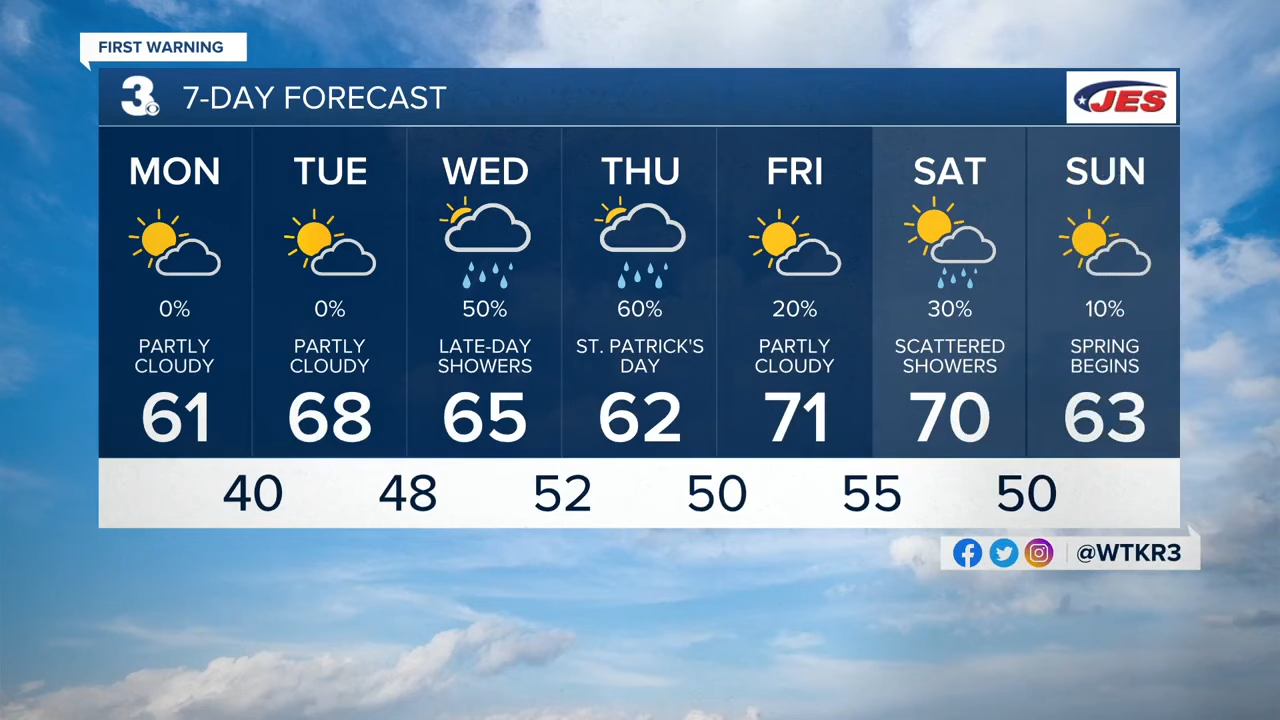 FIRST WARNING
3 7-DAY FORECAST JES
MON TUE WED THU FRI SAT SUN
0% 0% 50% 60% 20% 30% 10%
PARTLY PARTLY LATE-DAY ST. PATRICK'S PARTLY SCATTERED SPRING
CLOUDY CLOUDY SHOWERS DAY CLOUDY SHOWERS BEGINS
61 68 65 62 71 70 63
40 48 52 50 55 50
@WTKR3